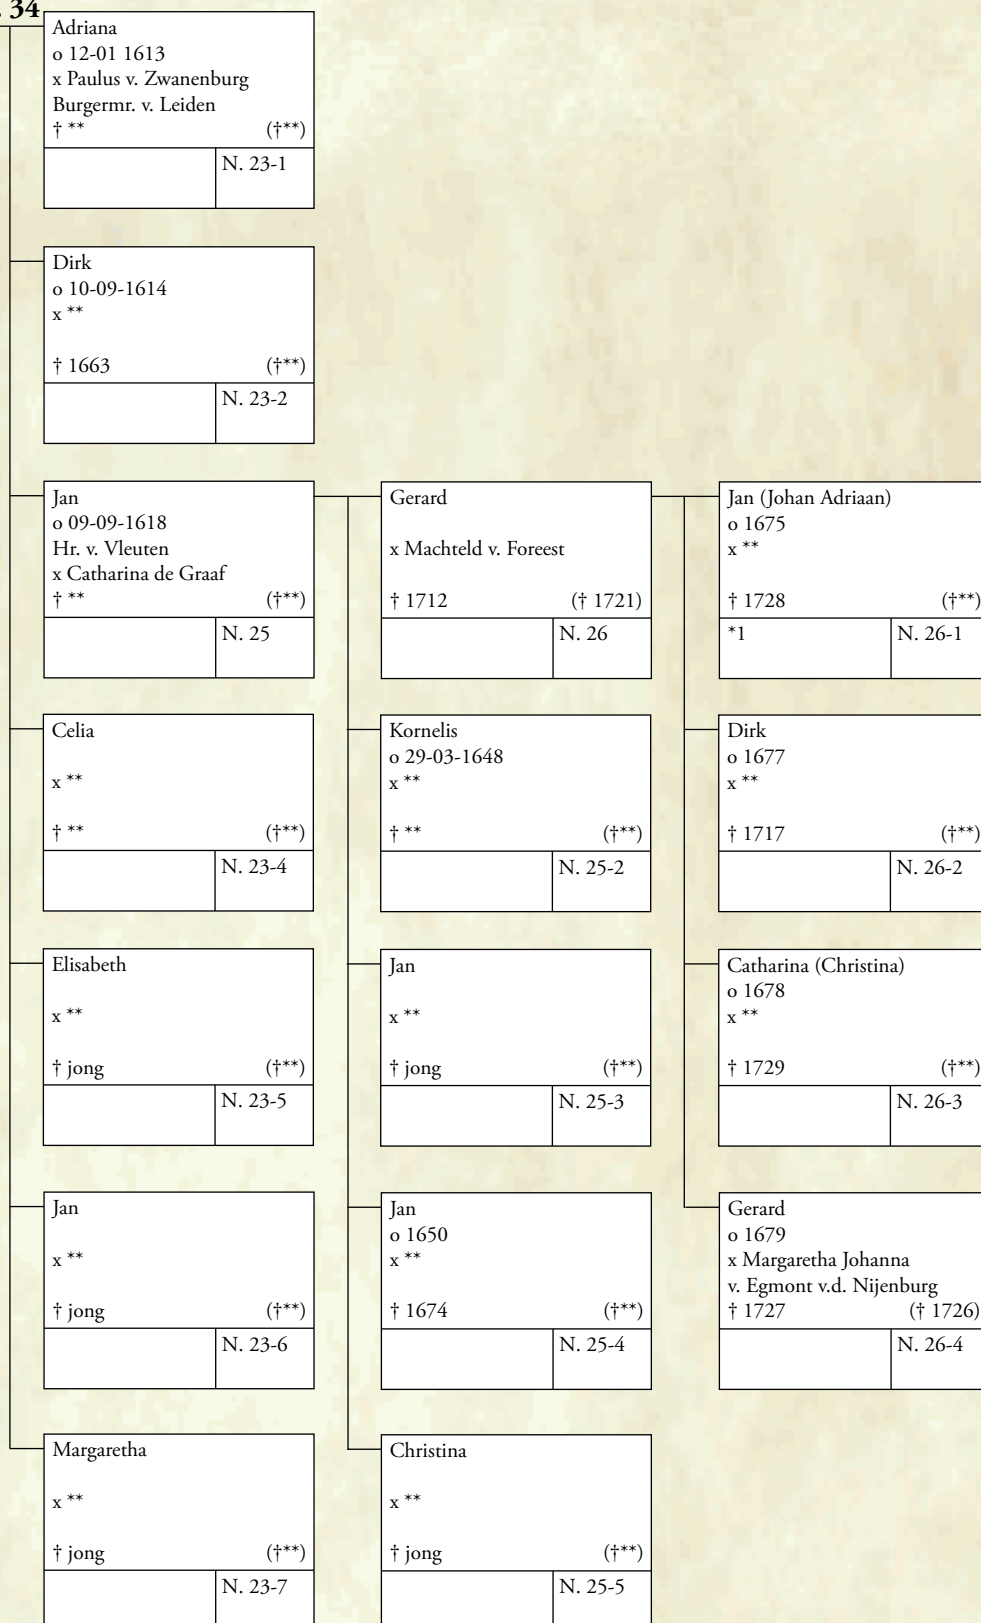 . 34
Adriana
o 12-01 1613
x Paulus v. Zwanenburg
Burgermr. v. Leiden
† ** (†**)
N. 23-1
Dirk
o 10-09-1614
x **
† 1663 (†**)
N. 23-2
Jan
o 09-09-1618
Hr. v. Vleuten
x Catharina de Graaf
† ** (†**)
N. 25
Celia
x **
† ** (†**)
N. 23-4
Elisabeth
x **
† jong (†**)
N. 23-5
Jan
x **
† jong (†**)
N. 23-6
Margaretha
x **
† jong (†**)
N. 23-7
Gerard
x Machteld v. Foreest
† 1712 († 1721)
N. 26
Kornelis
o 29-03-1648
x **
† ** (†**)
N. 25-2
Jan
x **
† jong (†**)
N. 25-3
Jan
o 1650
x **
† 1674 (†**)
N. 25-4
Christina
x **
† jong (†**)
N. 25-5
Jan (Johan Adriaan)
o 1675
x **
† 1728 (†**)
*1 N. 26-1
Dirk
o 1677
x **
† 1717 (†**)
N. 26-2
Catharina (Christina)
o 1678
x **
† 1729 (†**)
N. 26-3
Gerard
o 1679
x Margaretha Johanna
v. Egmont v.d. Nijenburg
† 1727 († 1726)
N. 26-4